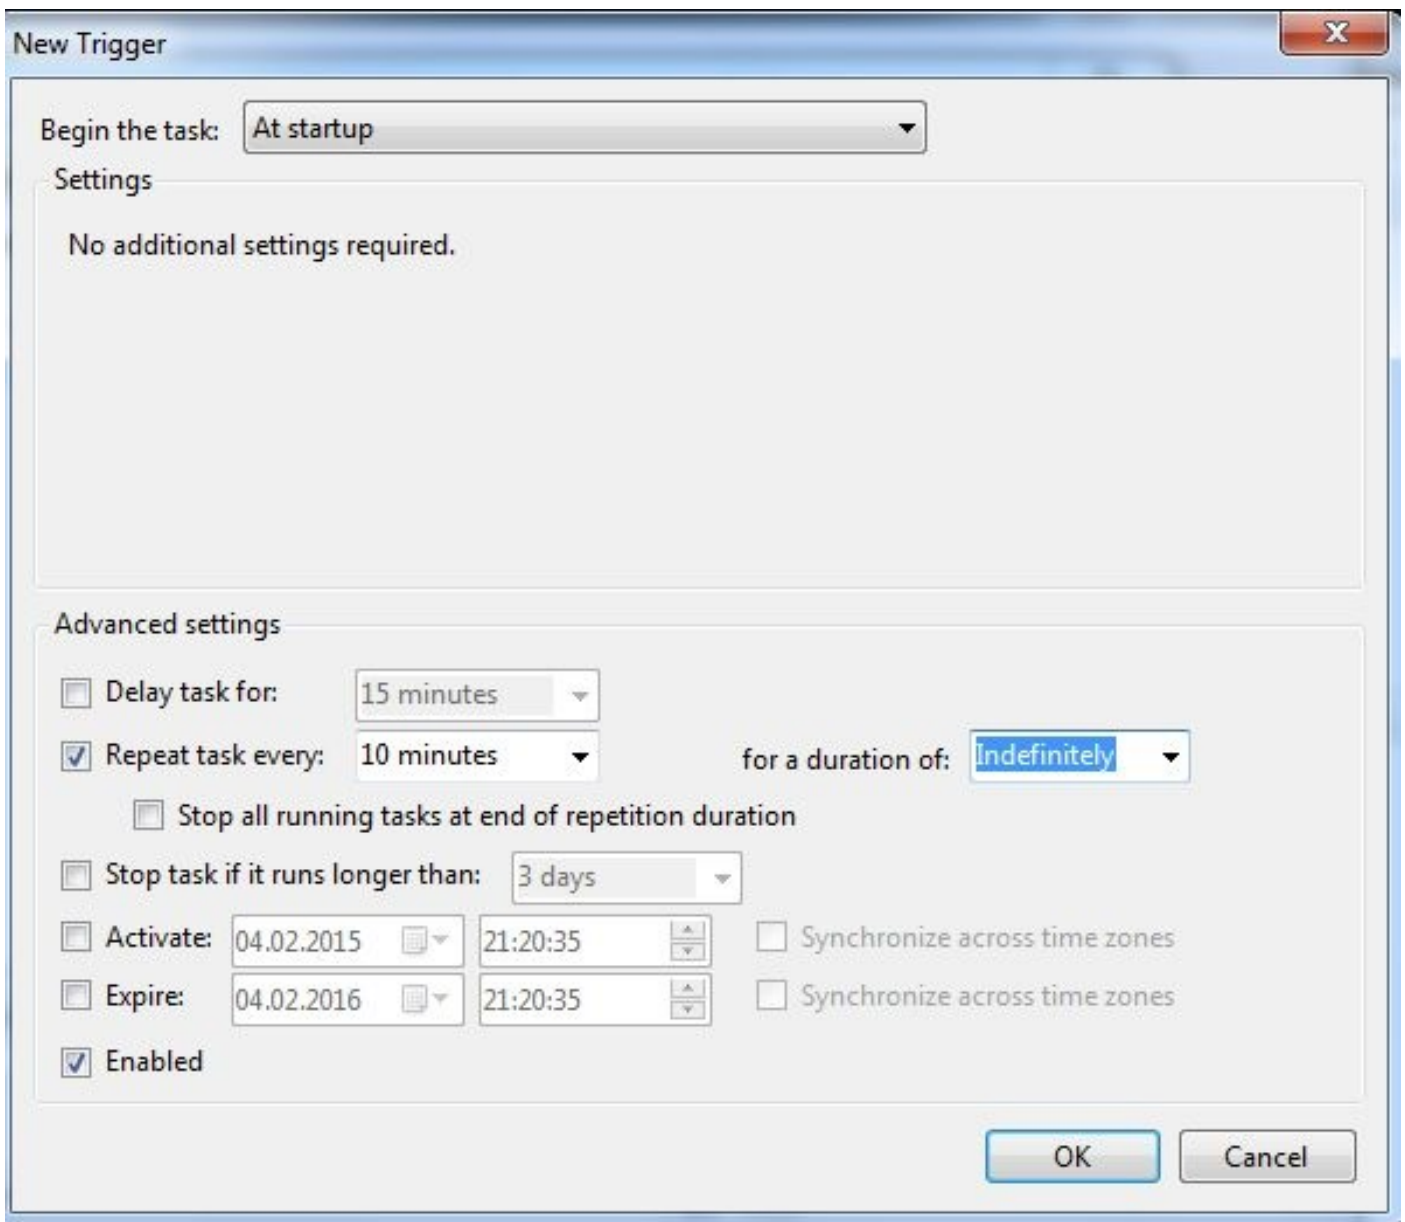 New Trigger
Begin the task: At startup
Settings
No additional settings required.
Advanced settings
Delay task for: 15 minutes
Repeat task every: 10 minutes for a duration of: Indefinitely
Stop all running tasks at end of repetition duration
Stop task if it runs longer than: 3 days
Activate: 04.02.2015 21:20:35 Synchronize across time zones
Expire: 04.02.2016 21:20:35 Synchronize across time zones
Enabled
OK Cancel